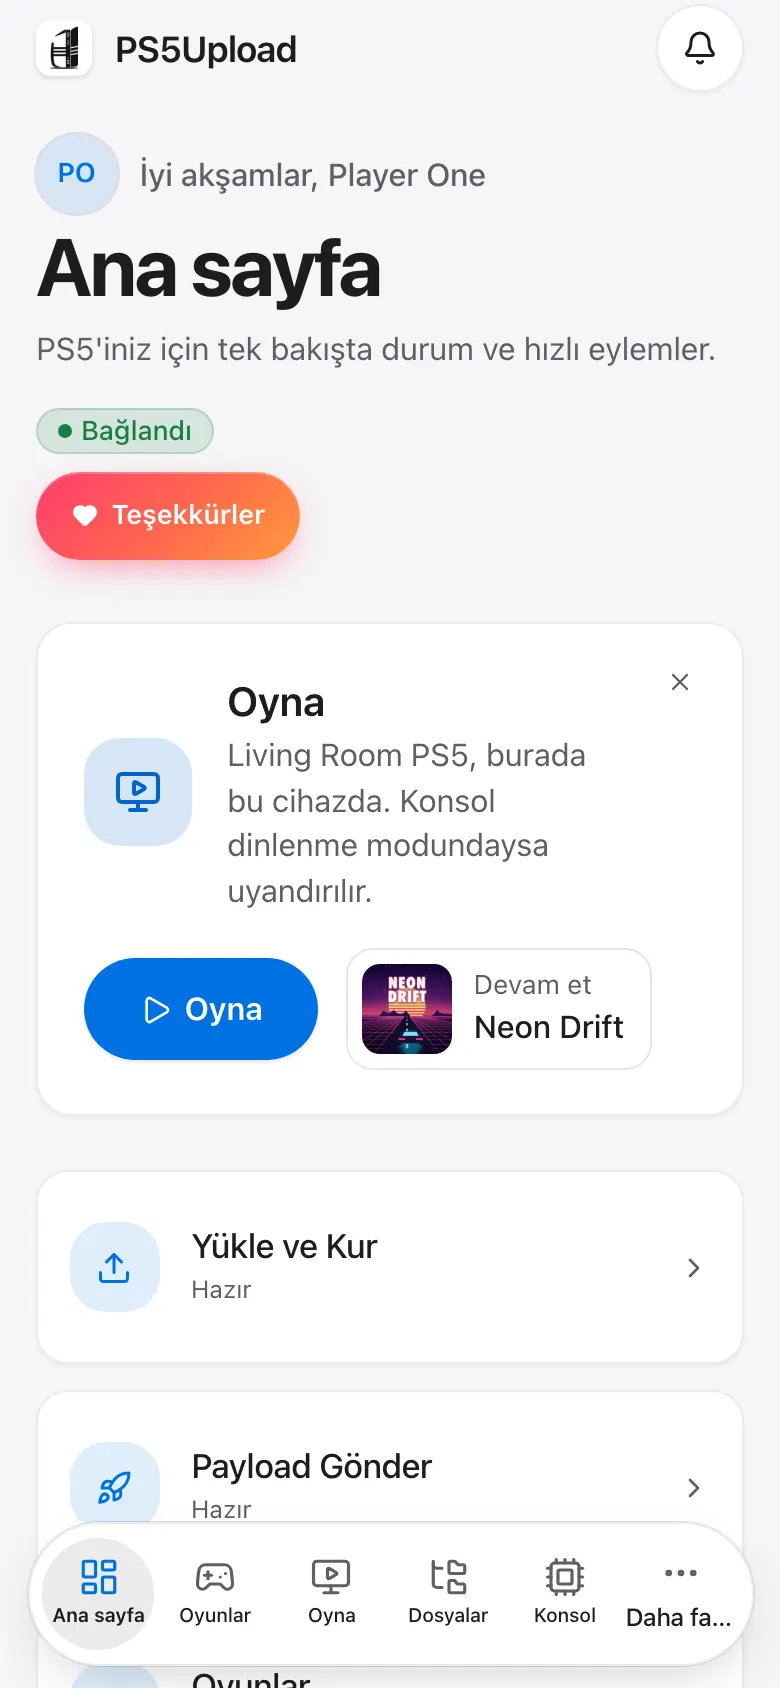 PS5Upload
PO
İyi akşamlar, Player One
Ana sayfa
PS5'iniz için tek bakışta durum ve hızlı eylemler.
Bağlandı
Teşekkürler
Oyna
Living Room PS5, burada
bu cihazda. Konsol
dinlenme modundaysa
uyandırılır.
Oyna
NEON
DRIFT
Devam et
Neon Drift
Yükle ve Kur
Hazır
Payload Gönder
Hazır
Ana sayfa
Oyunlar
Oyna
Dosyalar
Konsol
Daha fa...
Oyunlar